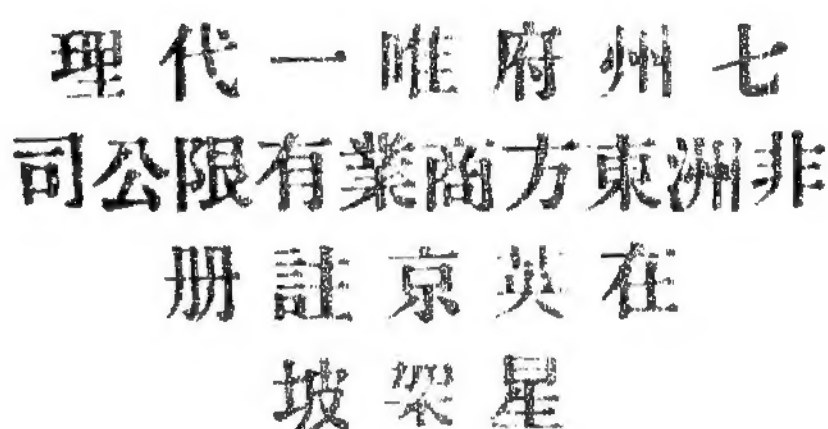 七州府唯一代理
非洲東方商業有限公司
在英京註册
星架坡